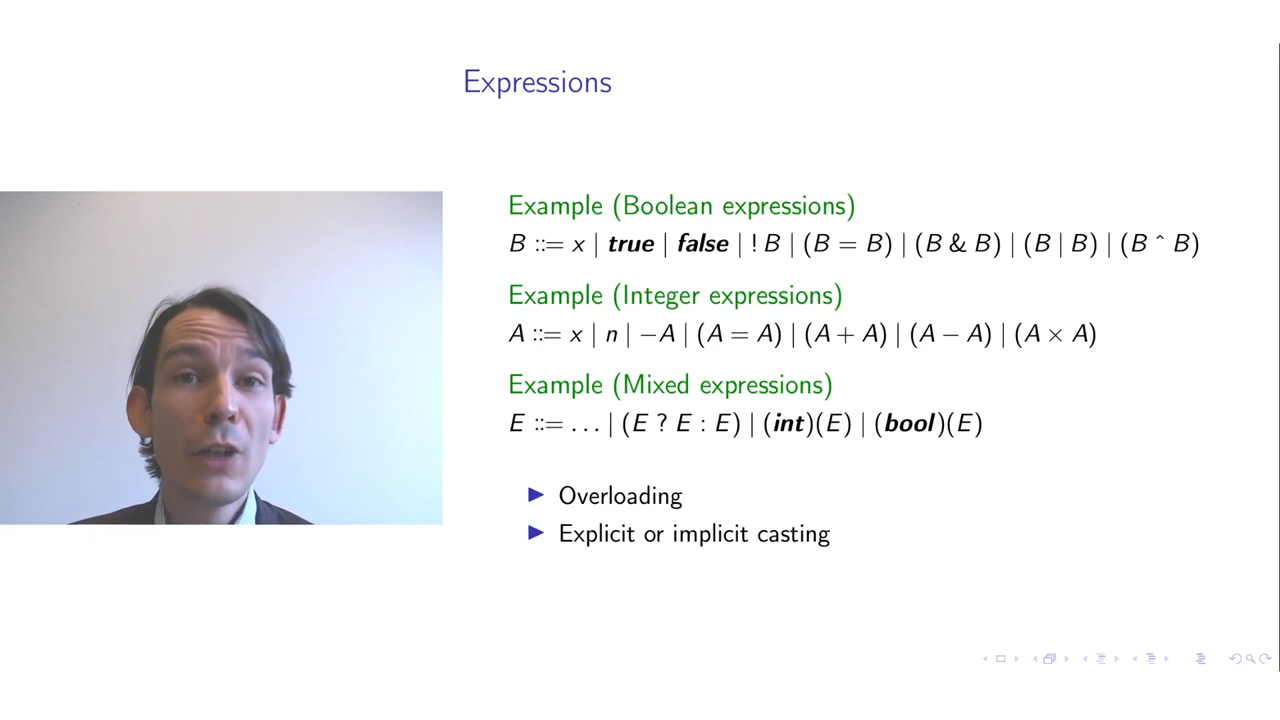 Expressions
Example (Boolean expressions)
B ::= x | true | false | ! B | (B = B) | (B & B) | (B | B) | (B ˆ B)
Example (Integer expressions)
A ::= x | n | −A | (A = A) | (A + A) | (A − A) | (A × A)
Example (Mixed expressions)
E ::= . . . | (E ? E : E) | (int)(E) | (bool)(E)
▶ Overloading
▶ Explicit or implicit casting